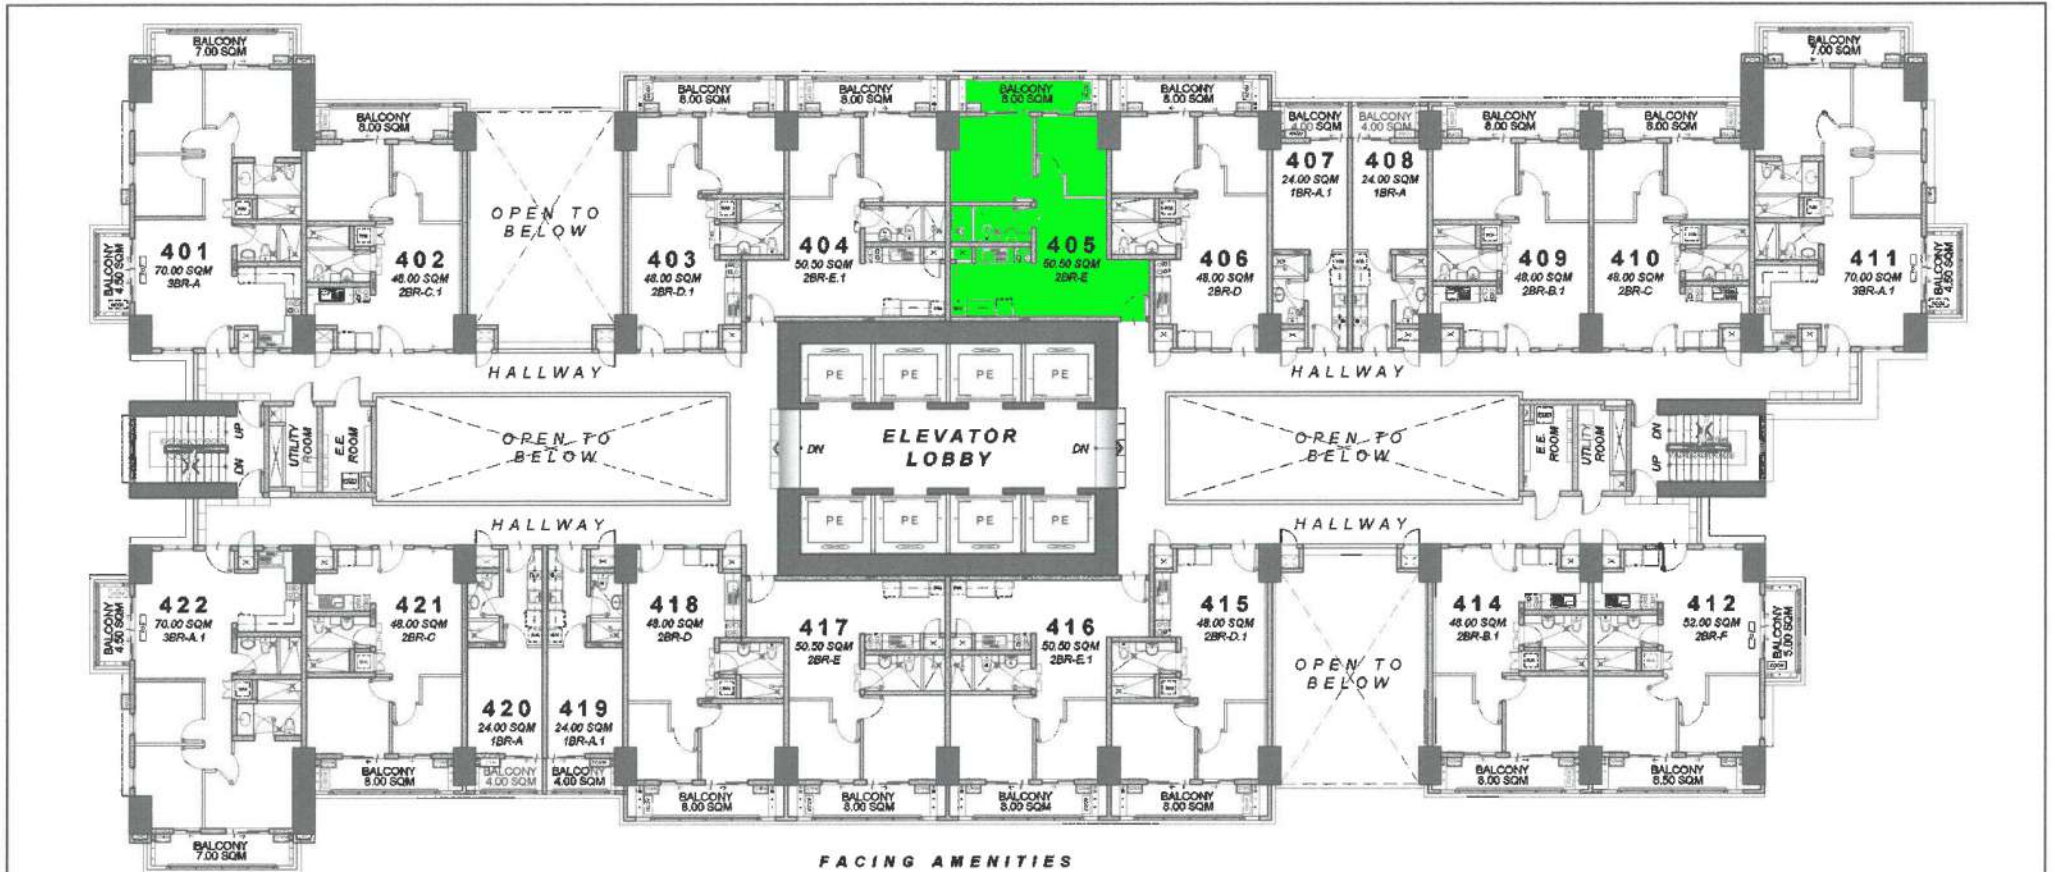 BALCONY
7.00 SQM
BALCONY
7.00 SQM
BALCONY
8.00 SQM
BALCONY
8.00 SQM
BALCONY
8.00 SQM
BALCONY
8.00 SQM
BALCONY
8.00 SQM
BALCONY
4.00 SQM
BALCONY
4.00 SQM
BALCONY
8.00 SQM
BALCONY
8.00 SQM
401
70.00 SQM
3BR-A
BALCONY
4.50 SQM
402
48.00 SQM
2BR-C.1
OPEN TO
BELOW
403
48.00 SQM
2BR-D.1
404
50.50 SQM
2BR-E.1
405
50.50 SQM
2BR-E
406
48.00 SQM
2BR-D
407
24.00 SQM
1BR-A.1
408
24.00 SQM
1BR-A
409
48.00 SQM
2BR-B.1
410
48.00 SQM
2BR-C
411
70.00 SQM
3BR-A.1
BALCONY
4.50 SQM
HALLWAY
PE
PE
PE
PE
HALLWAY
UP
DN
UTILITY
ROOM
E.E.
ROOM
OPEN TO
BELOW
DN
ELEVATOR
LOBBY
DN
OPEN TO
BELOW
E.E.
ROOM
UTILITY
ROOM
DN
UP
HALLWAY
PE
PE
PE
PE
HALLWAY
BALCONY
4.50 SQM
422
70.00 SQM
3BR-A.1
421
48.00 SQM
2BR-C
420
24.00 SQM
1BR-A
419
24.00 SQM
1BR-A.1
418
48.00 SQM
2BR-D
417
50.50 SQM
2BR-E
416
50.50 SQM
2BR-E.1
415
48.00 SQM
2BR-D.1
OPEN TO
BELOW
414
48.00 SQM
2BR-B.1
412
52.00 SQM
2BR-F
BALCONY
5.00 SQM
BALCONY
8.00 SQM
BALCONY
4.00 SQM
BALCONY
4.00 SQM
BALCONY
8.00 SQM
BALCONY
8.50 SQM
BALCONY
8.00 SQM
BALCONY
8.00 SQM
BALCONY
8.00 SQM
BALCONY
8.00 SQM
BALCONY
7.00 SQM
FACING AMENITIES